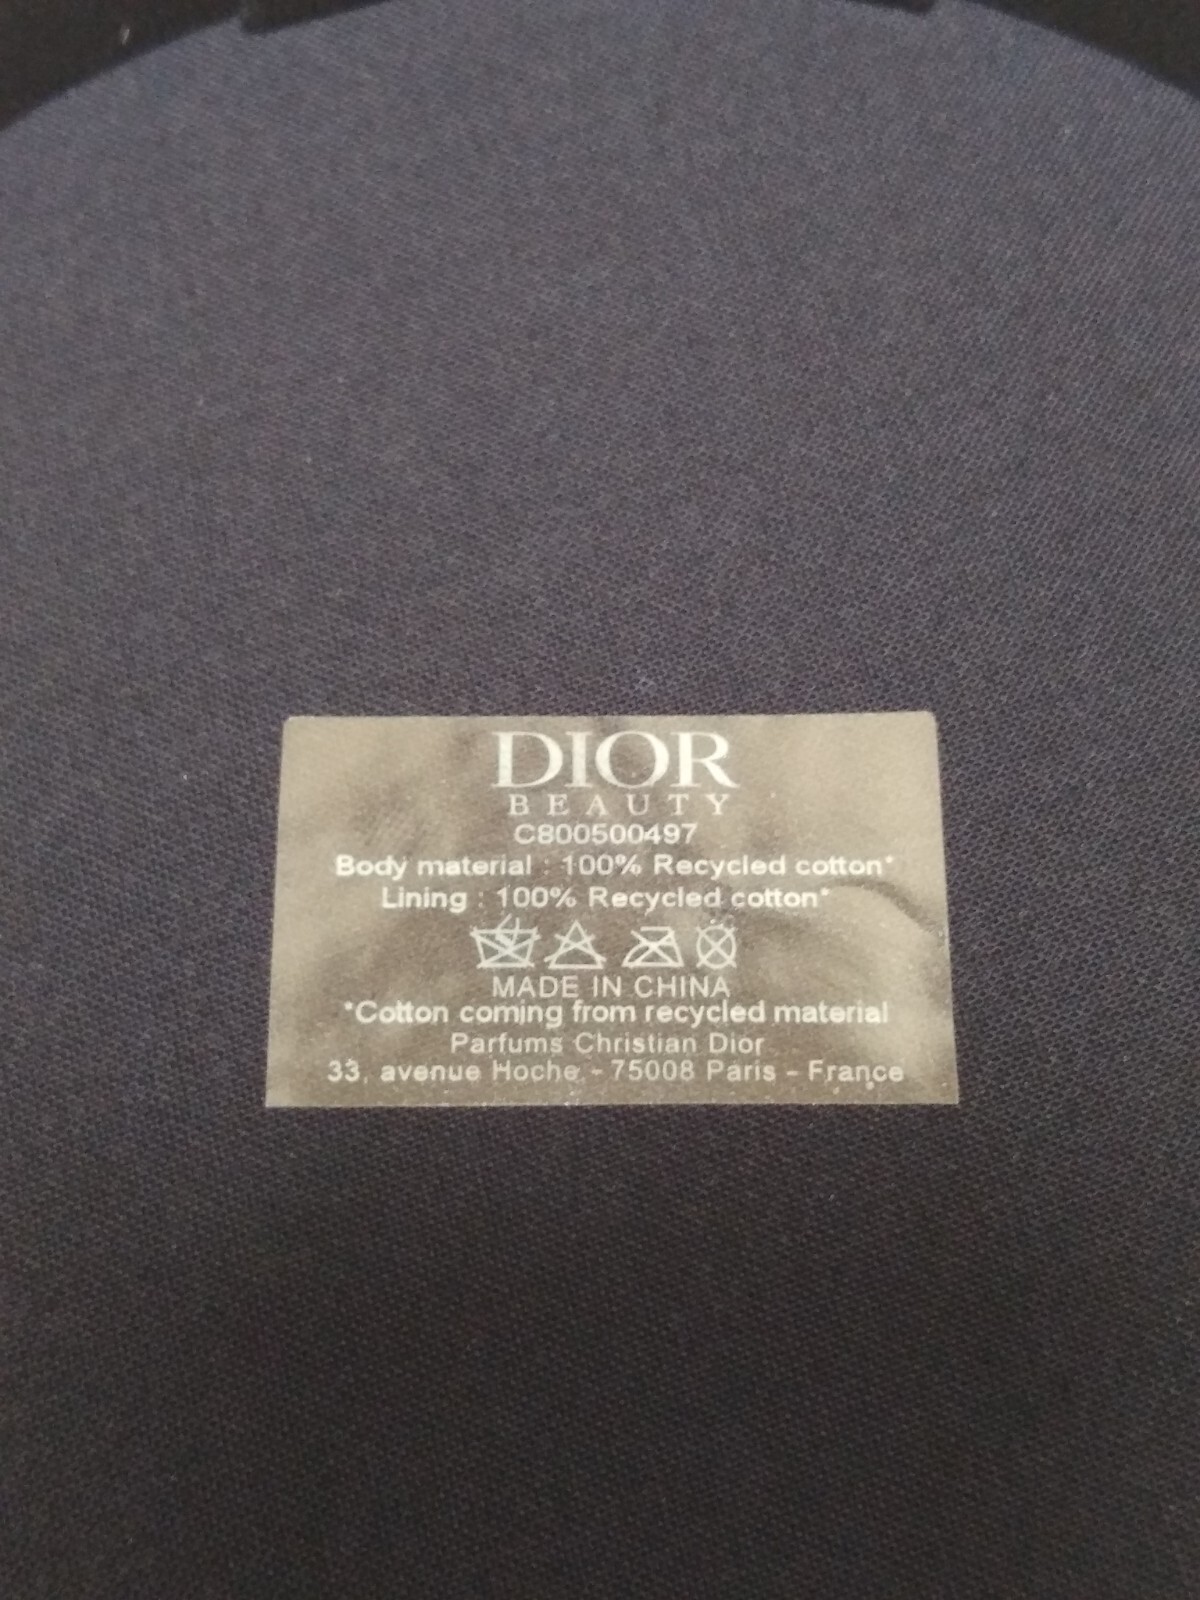 DIOR
BEAUTY
C800500497
Body material : 100% Recycled cotton*
Lining : 100% Recycled cotton*
MADE IN CHINA
*Cotton coming from recycled material
Parfums Christian Dior
33, avenue Hoche - 75008 Paris - France